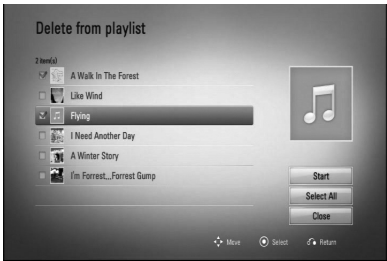 Delete from playlist
2 item(s)
A Walk In The Forest
Like Wind
Flying
I Need Another Day
A Winter Story
I'm Forrest,,,Forrest Gump
Start
Select All
Close
Move Select Return